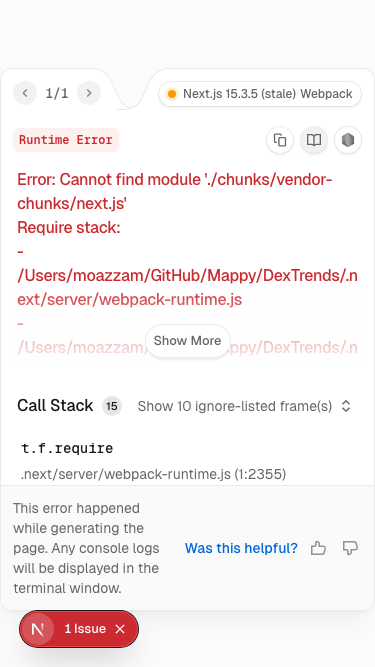 1/1
Next.js 15.3.5 (stale) Webpack
Runtime Error
Error: Cannot find module './chunks/vendor-
chunks/next.js'
Require stack:
-
/Users/moazzam/GitHub/Mappy/DexTrends/.n
ext/server/webpack-runtime.js
-
/Users/moazzam/ Mappy/DexTrends/.n
Show More
Call Stack 15 Show 10 ignore-listed frame(s)
t.f.require
.next/server/webpack-runtime.js (1:2355)
This error happened
while generating the
page. Any console logs
will be displayed in the
terminal window.
Was this helpful?
N 1 Issue